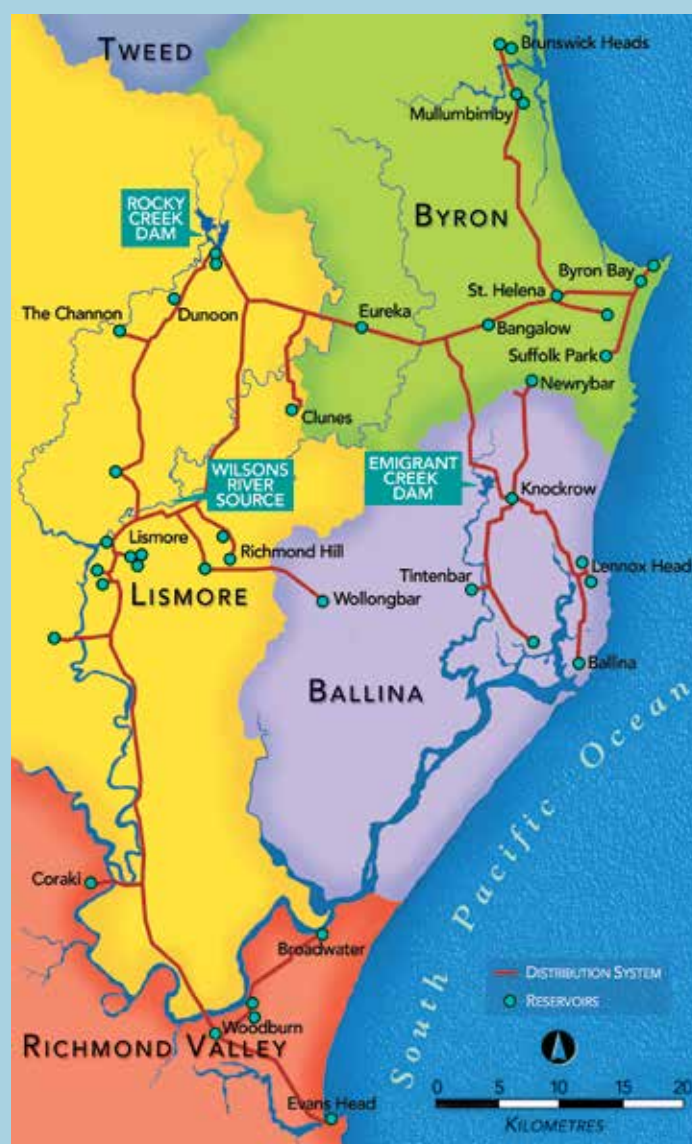 TWEED
Brunswick Heads
Mullumbimby
ROCKY
CREEK
DAM
BYRON
Byron Bay
St. Helena
The Channon
Dunoon
Eureka
Bangalow
Suffolk Park
Newrybar
Clunes
WILSONS
RIVER
SOURCE
EMIGRANT
CREEK
DAM
Knockrow
Lismore
Richmond Hill
Lennox Head
Tintenbar
LISMORE
Wollongbar
Ballina
BALLINA
South Pacific Ocean
Coraki
Broadwater
DISTRIBUTION SYSTEM
RESERVOIRS
Woodburn
RICHMOND VALLEY
Evans Head
0 5 10 15 20
KILOMETRES